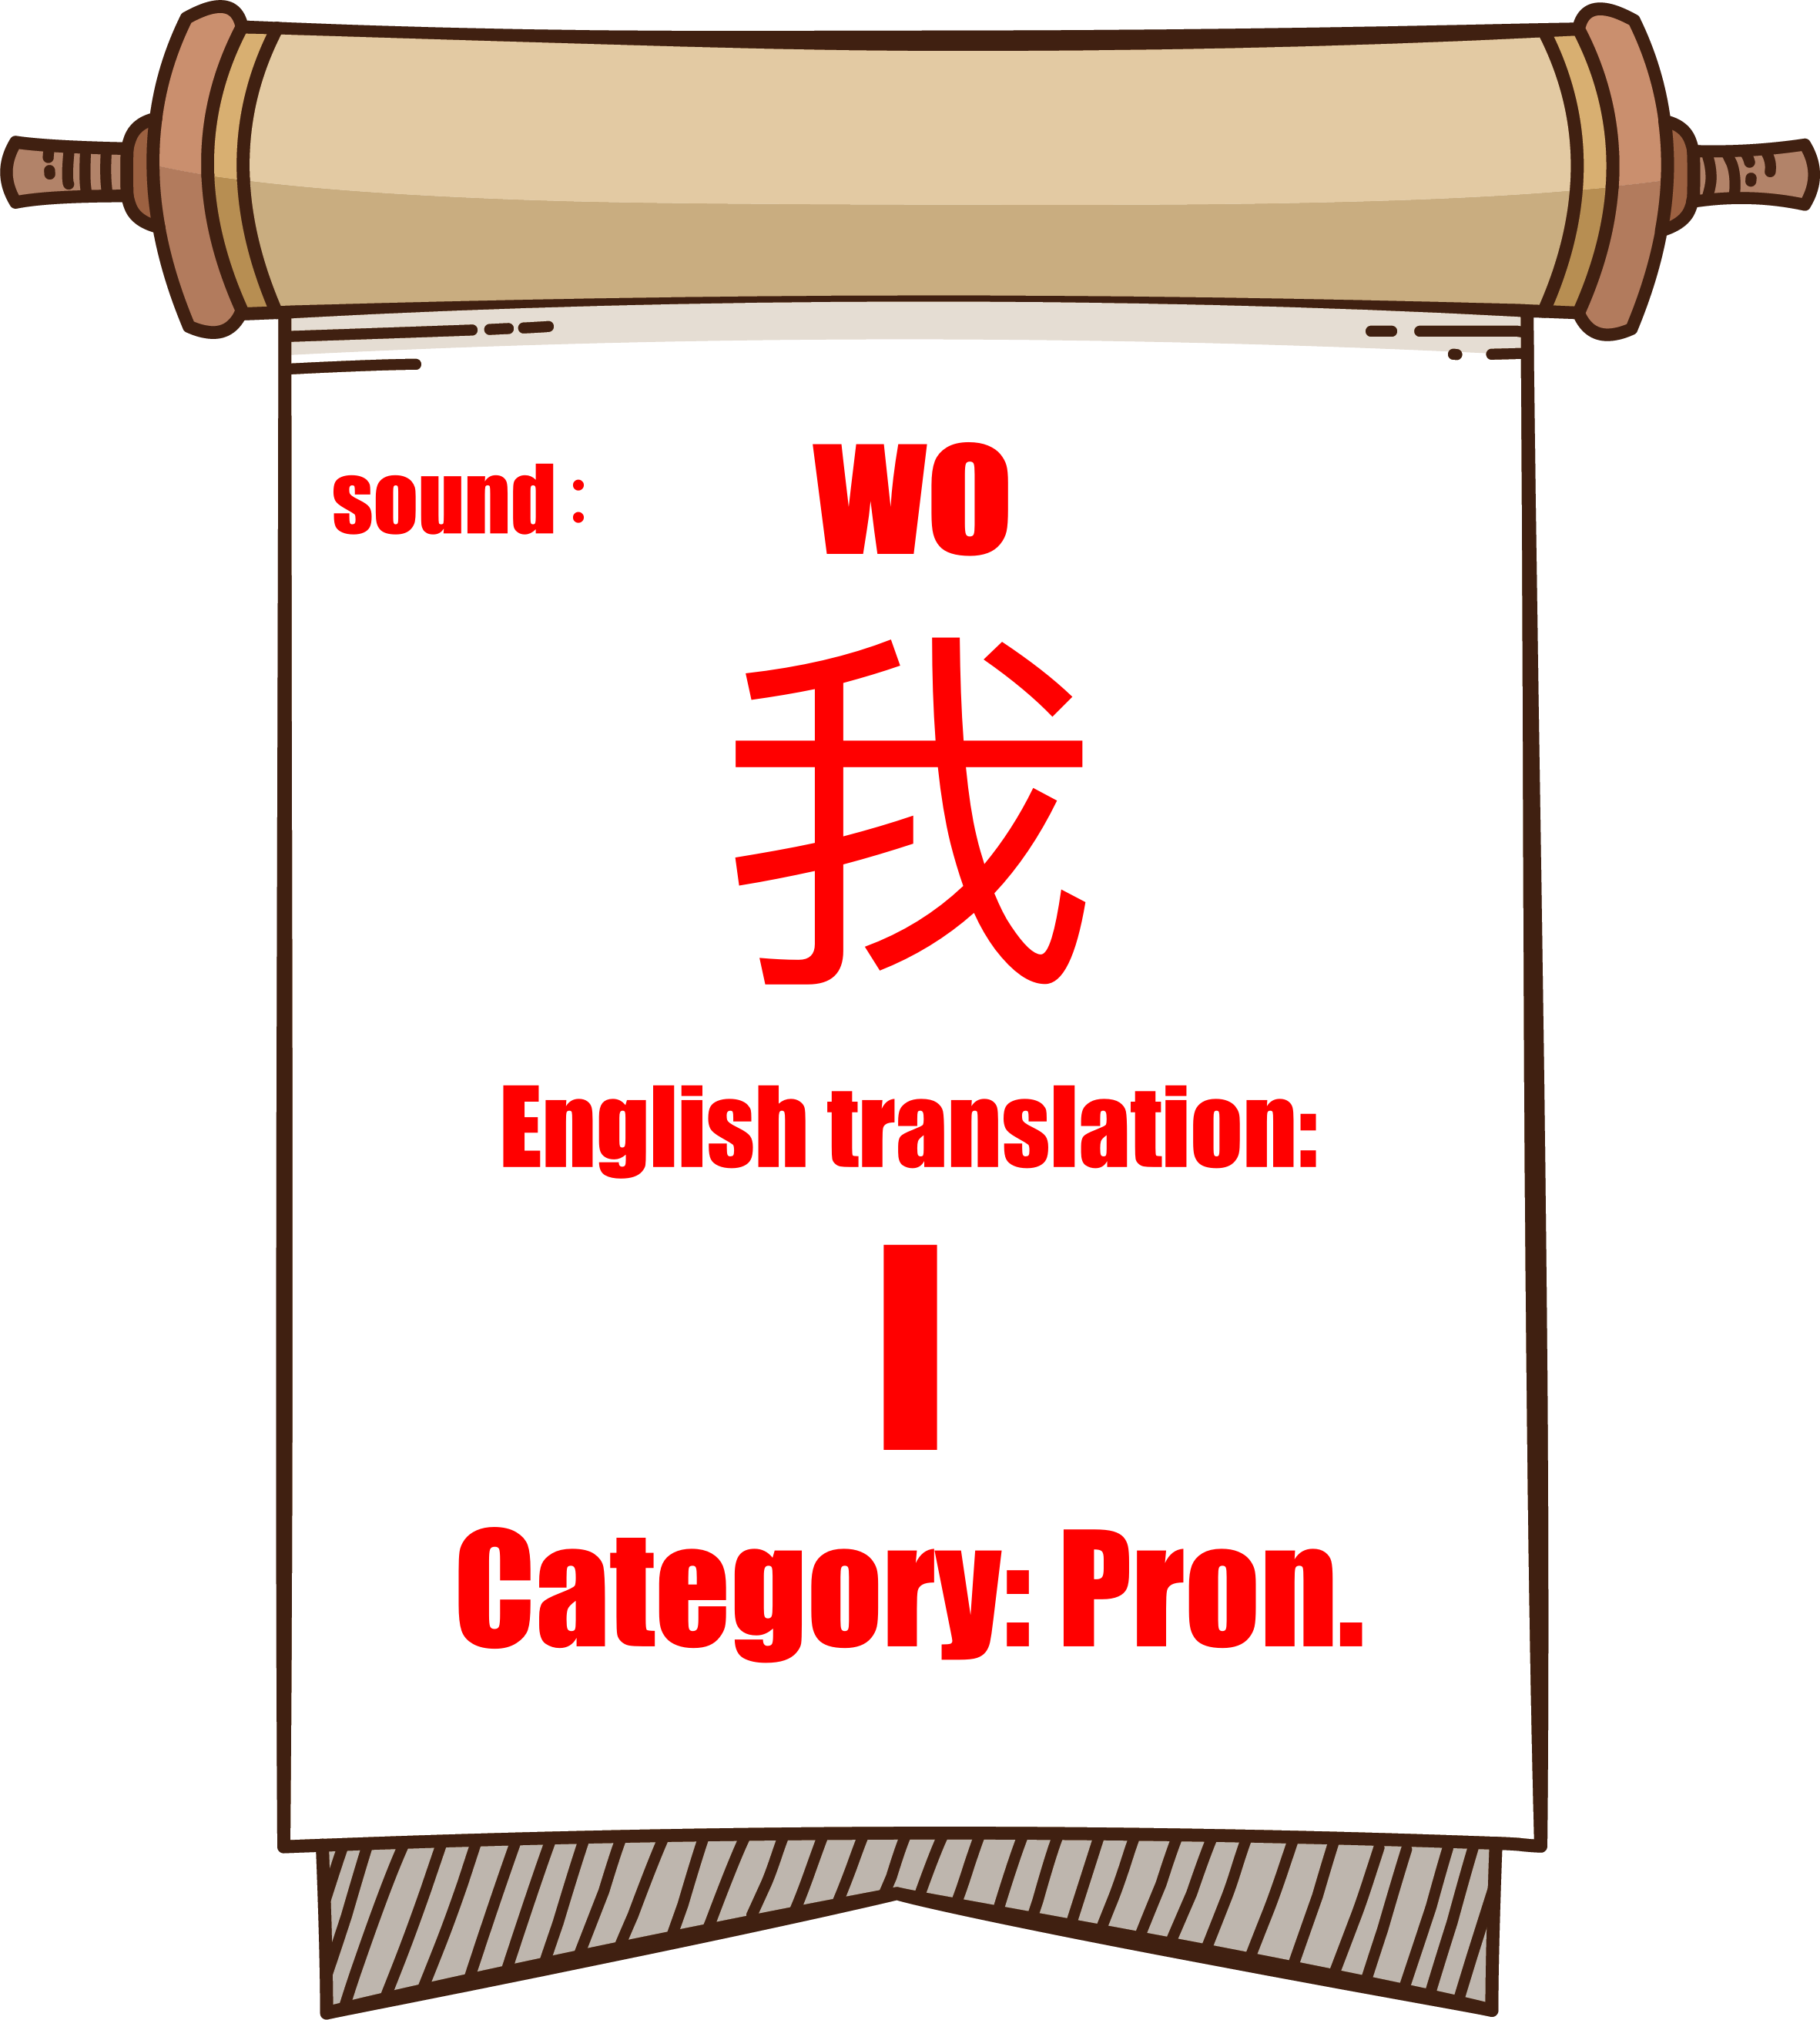 sound : WO
我
English translation:
I
Category: Pron.